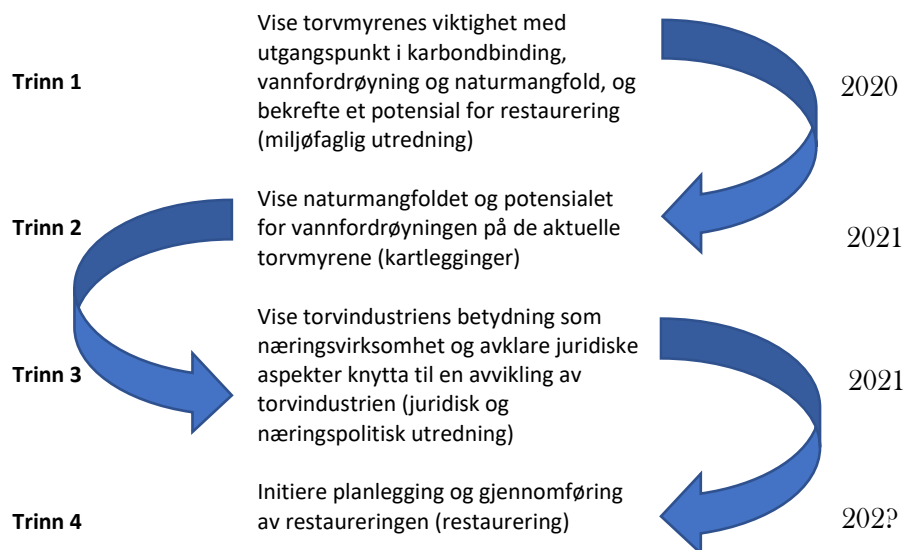 Vise torvmyrenes viktighet med
utgangspunkt i karbondbinding,
Trinn 1 vannfordrøyning og naturmangfold, og 2020
bekrefte et potensial for restaurering
(miljøfaglig utredning)
Vise naturmangfoldet og potensialet
Trinn 2 for vannfordrøyningen på de aktuelle 2021
torvmyrene (kartlegginger)
Vise torvindustriens betydning som
næringsvirksomhet og avklare juridiske
Trinn 3 aspekter knytta til en avvikling av 2021
torvindustrien (juridisk og
næringspolitisk utredning)
Initiere planlegging og gjennomføring
Trinn 4 av restaureringen (restaurering) 202?